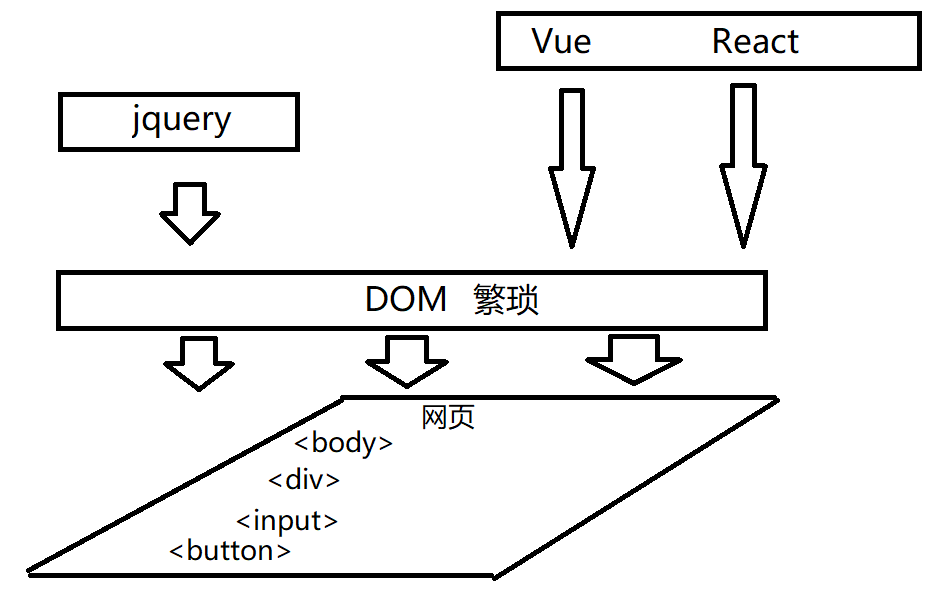 Vue React
jquery
DOM 繁琐
网页
<body>
<div>
<input>
<button>